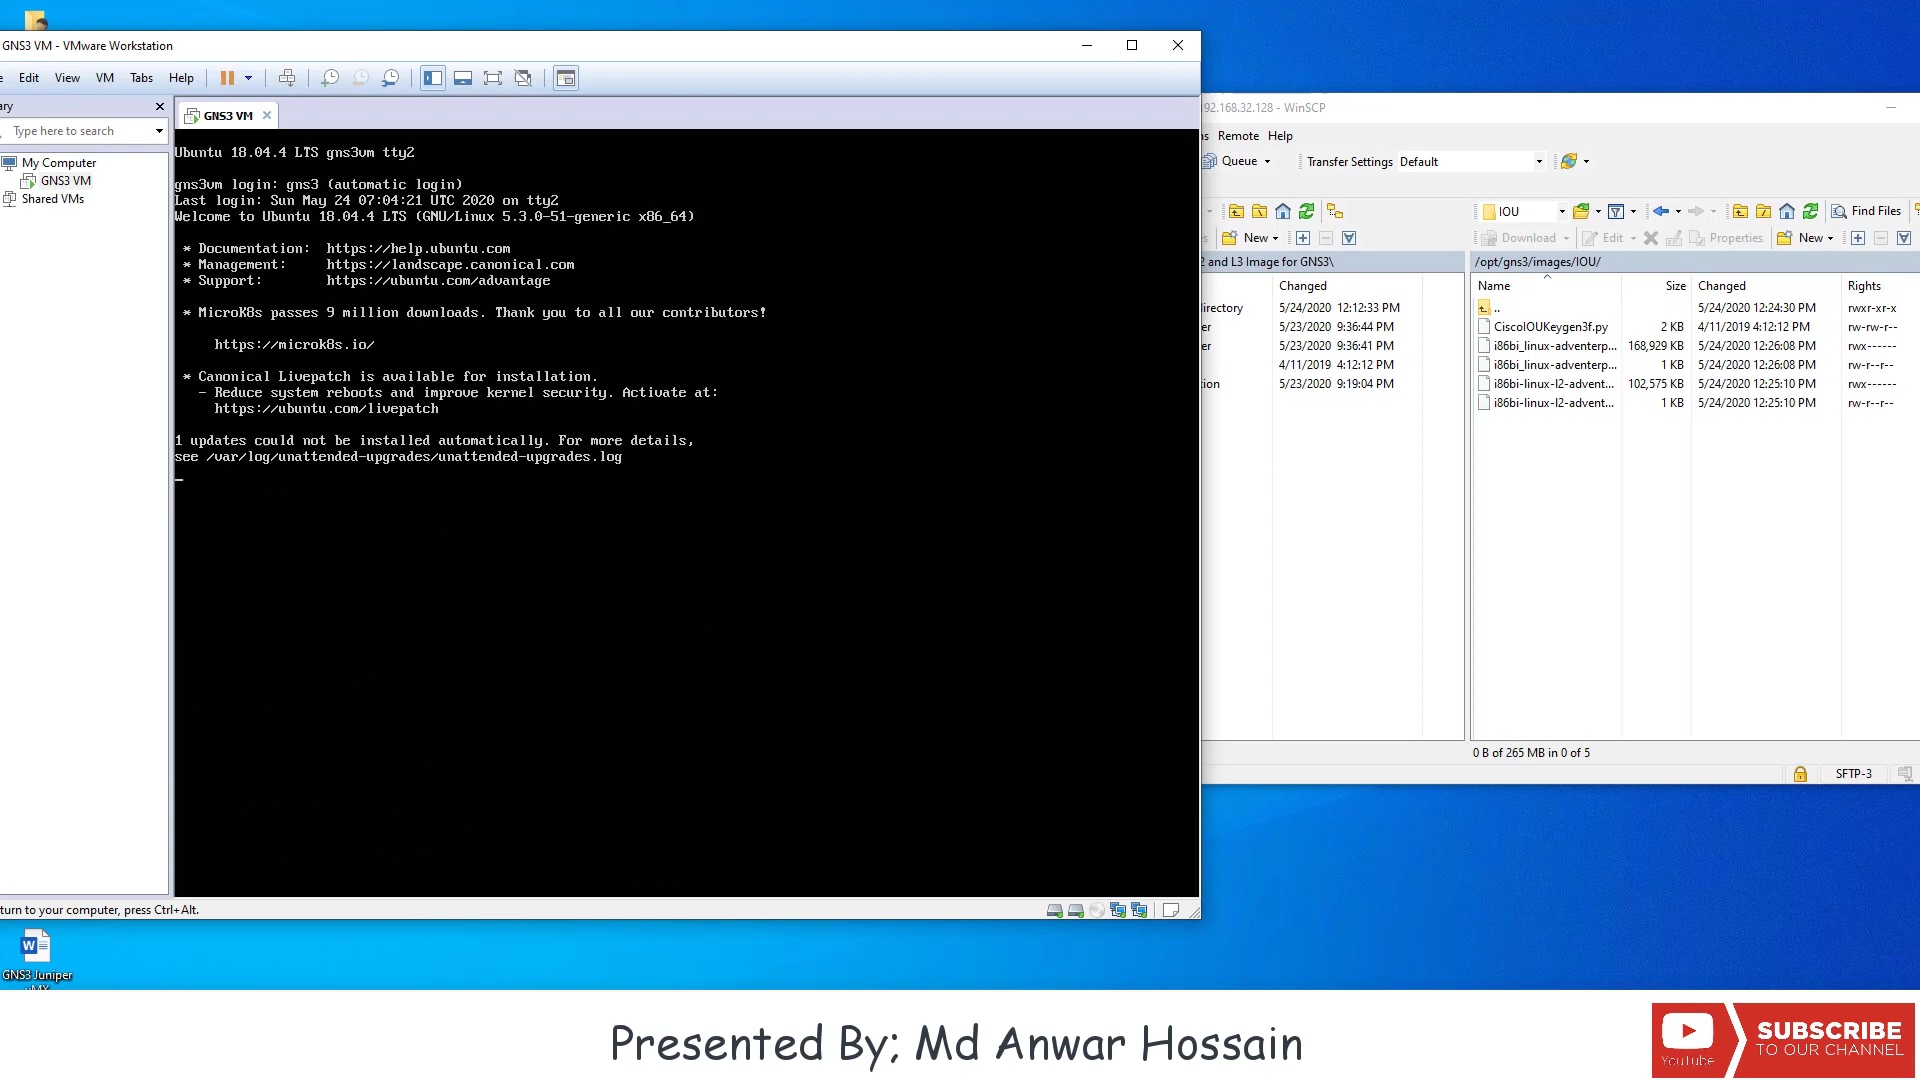 GNS3 VM - VMware Workstation
Edit View VM Tabs Help
Type here to search
My Computer
GNS3 VM
Shared VMs
GNS3 VM
Ubuntu 18.04.4 LTS gns3vm tty2
gns3vm login: gns3 (automatic login)
Last login: Sun May 24 07:04:21 UTC 2020 on tty2
Welcome to Ubuntu 18.04.4 LTS (GNU/Linux 5.3.0-51-generic x86_64)
* Documentation: https://help.ubuntu.com
* Management: https://landscape.canonical.com
* Support: https://ubuntu.com/advantage
* MicroK8s passes 9 million downloads. Thank you to all our contributors!
https://microk8s.io/
* Canonical Livepatch is available for installation.
- Reduce system reboots and improve kernel security. Activate at:
https://ubuntu.com/livepatch
1 updates could not be installed automatically. For more details,
see /var/log/unattended-upgrades/unattended-upgrades.log
turn to your computer, press Ctrl+Alt.
92.168.32.128 - WinSCP
Remote Help
Queue Transfer Settings Default
IOU Find Files
New Download Edit Properties New
2 and L3 Image for GNS3\ /opt/gns3/images/IOU/
Changed Name Size Changed Rights
irectory 5/24/2020 12:12:33 PM .. 5/24/2020 12:24:30 PM rwxr-xr-x
er 5/23/2020 9:36:44 PM CiscoIOUKeygen3f.py 2 KB 4/11/2019 4:12:12 PM rw-rw-r--
er 5/23/2020 9:36:41 PM i86bi_linux-adventerp... 168,929 KB 5/24/2020 12:26:08 PM rwx------
4/11/2019 4:12:12 PM i86bi_linux-adventerp... 1 KB 5/24/2020 12:26:08 PM rw-r--r--
tion 5/23/2020 9:19:04 PM i86bi-linux-l2-advent... 102,575 KB 5/24/2020 12:25:10 PM rwx------
i86bi-linux-l2-advent... 1 KB 5/24/2020 12:25:10 PM rw-r--r--
0 B of 265 MB in 0 of 5
SFTP-3
GNS3 Juniper
Presented By; Md Anwar Hossain
YouTube
SUBSCRIBE
TO OUR CHANNEL